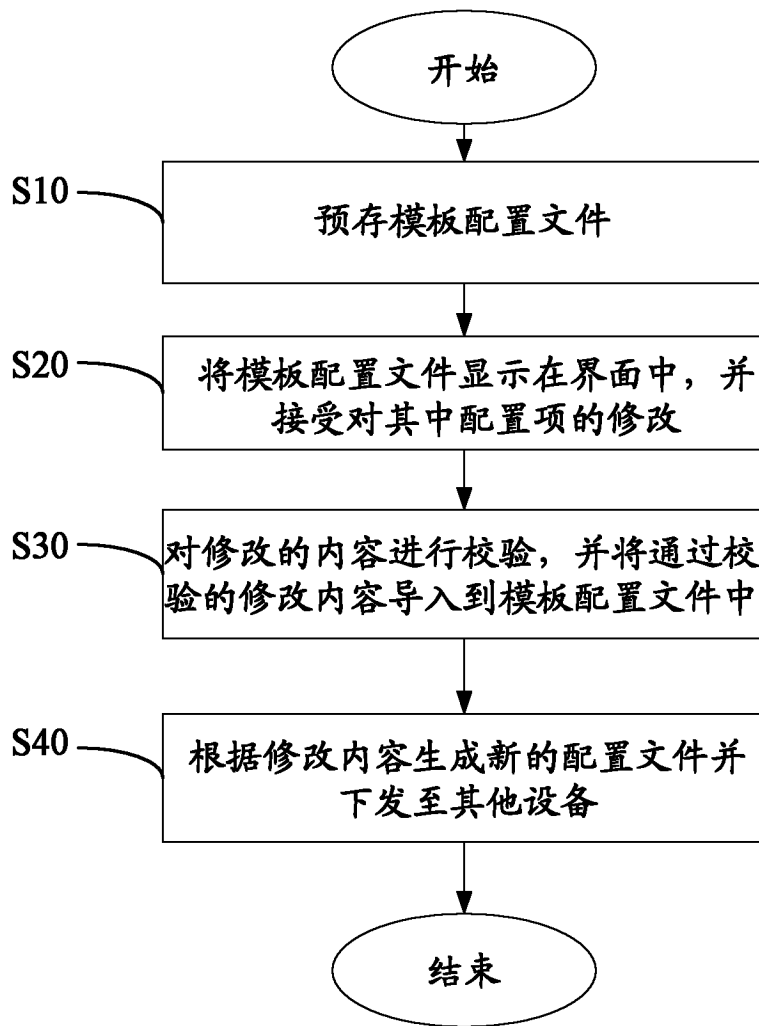 开始
S10
预存模板配置文件
S20
将模板配置文件显示在界面中，并
接受对其中配置项的修改
S30
对修改的内容进行校验，并将通过校
验的修改内容导入到模板配置文件中
S40
根据修改内容生成新的配置文件并
下发至其他设备
结束